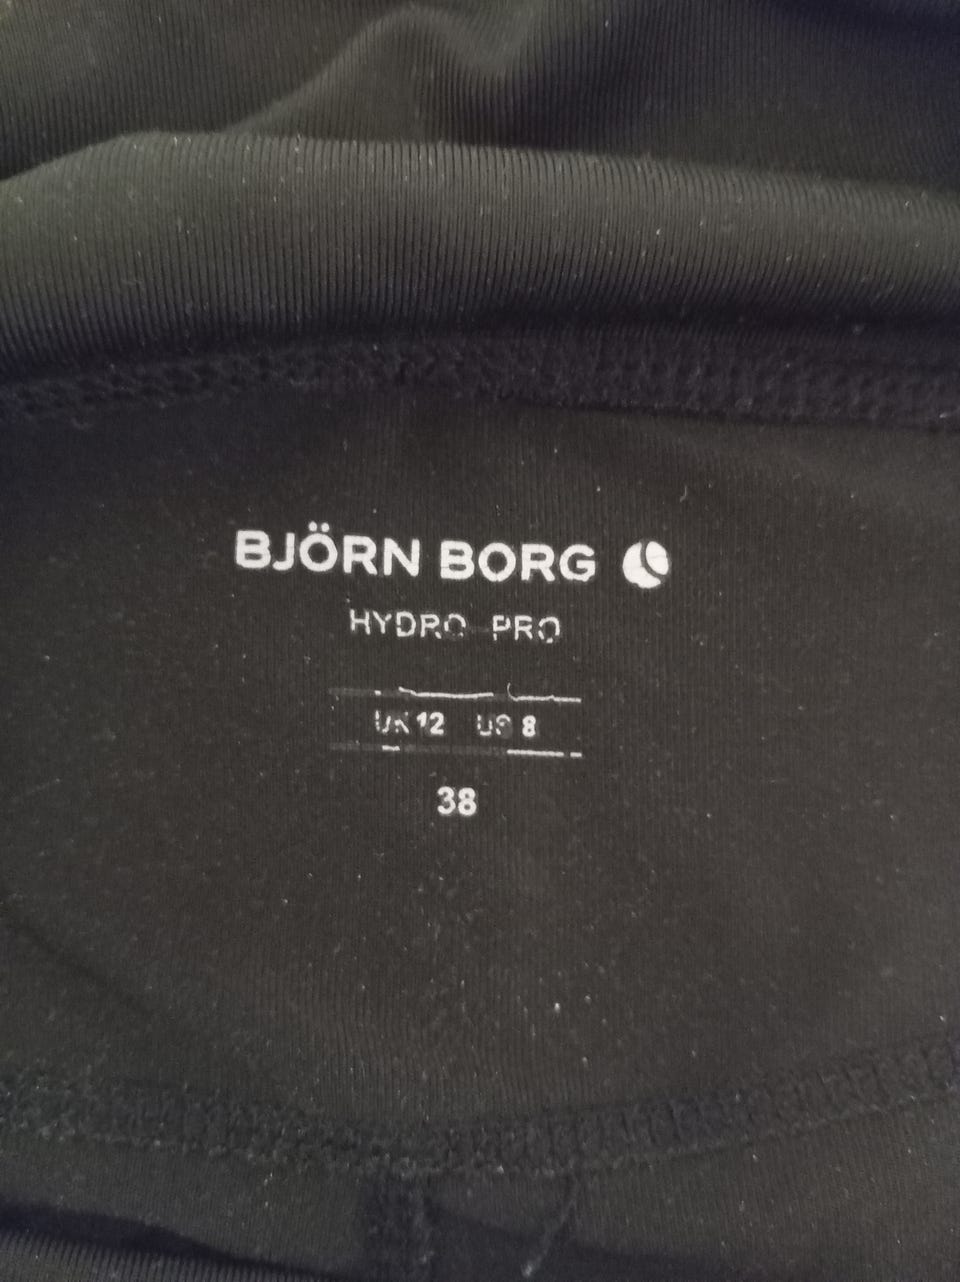 BJÖRN BORG
HYDRO PRO
UK 12 US 8
38